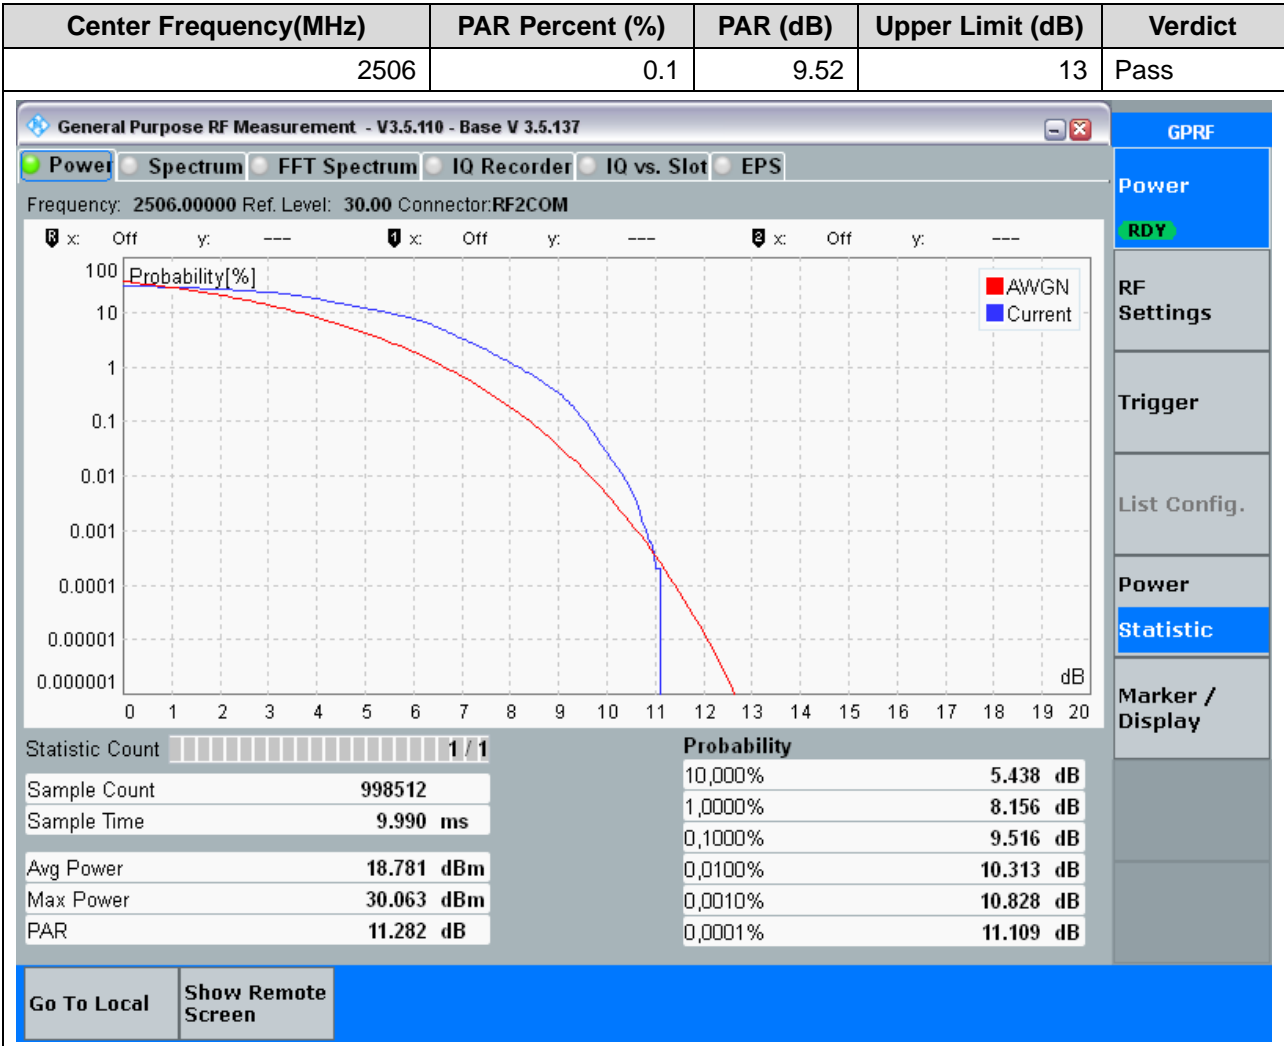 Center Frequency(MHz) PAR Percent (%) PAR (dB) Upper Limit (dB) Verdict
2506 0.1 9.52 13 Pass
General Purpose RF Measurement - V3.5.110 - Base V 3.5.137
GPRF
Power Spectrum FFT Spectrum IQ Recorder IQ vs. Slot EPS
Frequency: 2506.00000 Ref. Level: 30.00 Connector:RF2COM
R x: Off y: --- 1 x: Off y: --- 2 x: Off y: ---
Probability[%]
AWGN
Current
100
10
1
0.1
0.01
0.001
0.0001
0.00001
0.000001
dB
0 1 2 3 4 5 6 7 8 9 10 11 12 13 14 15 16 17 18 19 20
Statistic Count 1 / 1
Sample Count 998512
Sample Time 9.990 ms
Avg Power 18.781 dBm
Max Power 30.063 dBm
PAR 11.282 dB
Probability
10,000% 5.438 dB
1,0000% 8.156 dB
0,1000% 9.516 dB
0,0100% 10.313 dB
0,0010% 10.828 dB
0,0001% 11.109 dB
Power
RDY
RF
Settings
Trigger
List Config.
Power
Statistic
Marker /
Display
Go To Local
Show Remote
Screen